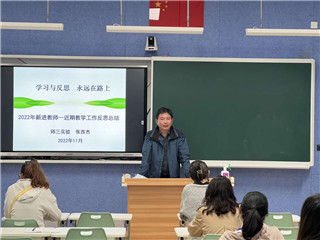 学习与反思 永远在路上
2022年新进教师—近期教学工作反思总结
师三实验 张西杰
2022年11月